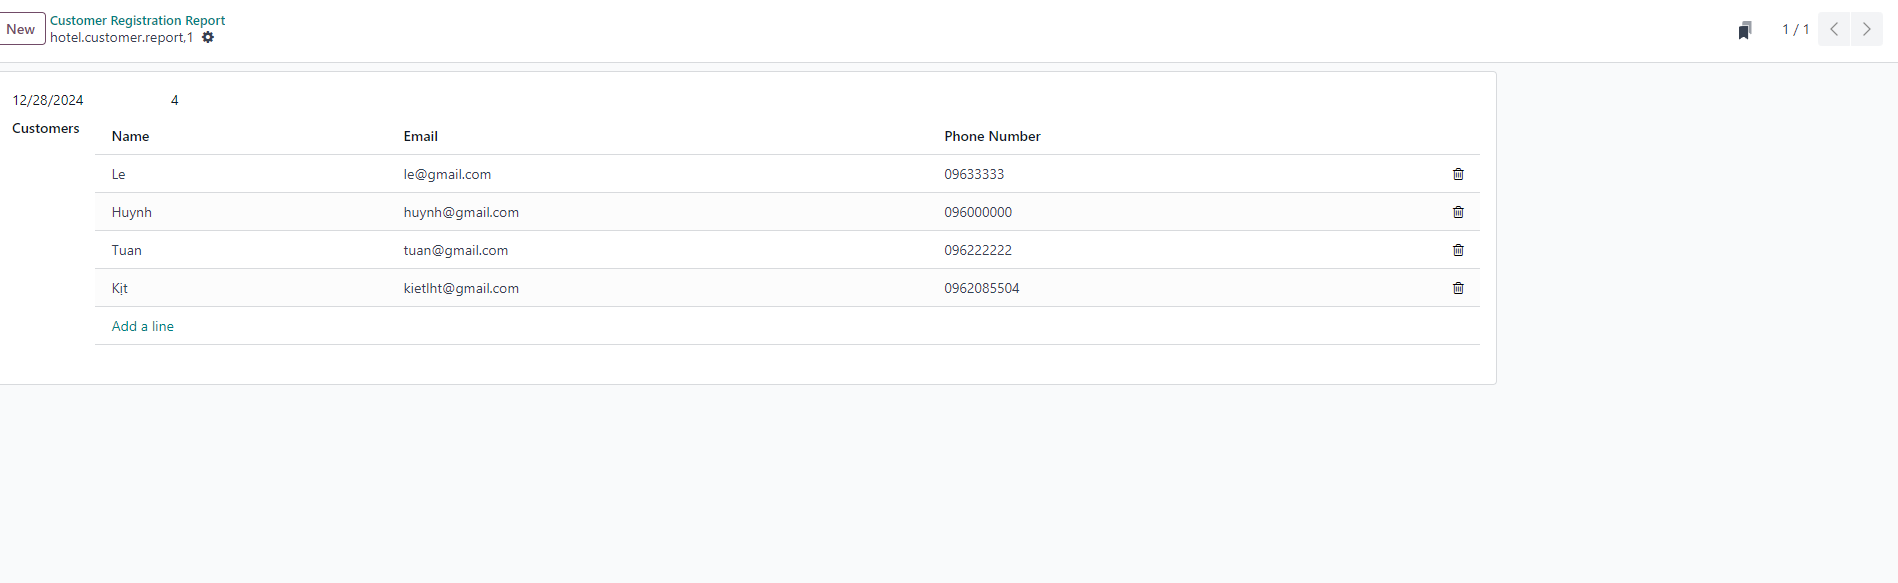 New
Customer Registration Report
hotel.customer.report,1
1 / 1
12/28/2024 4
Customers
Name Email Phone Number
Le le@gmail.com 09633333
Huynh huynh@gmail.com 096000000
Tuan tuan@gmail.com 096222222
Kịt kietlht@gmail.com 0962085504
Add a line